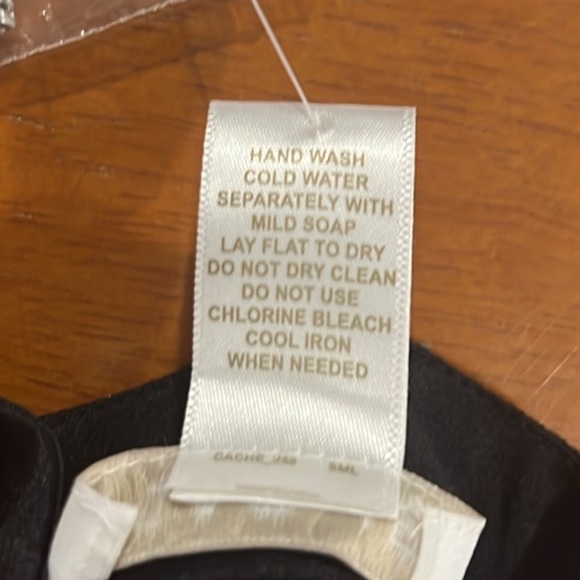 HAND WASH
COLD WATER
SEPARATELY WITH
MILD SOAP
LAY FLAT TO DRY
DO NOT DRY CLEAN
DO NOT USE
CHLORINE BLEACH
COOL IRON
WHEN NEEDED
SML